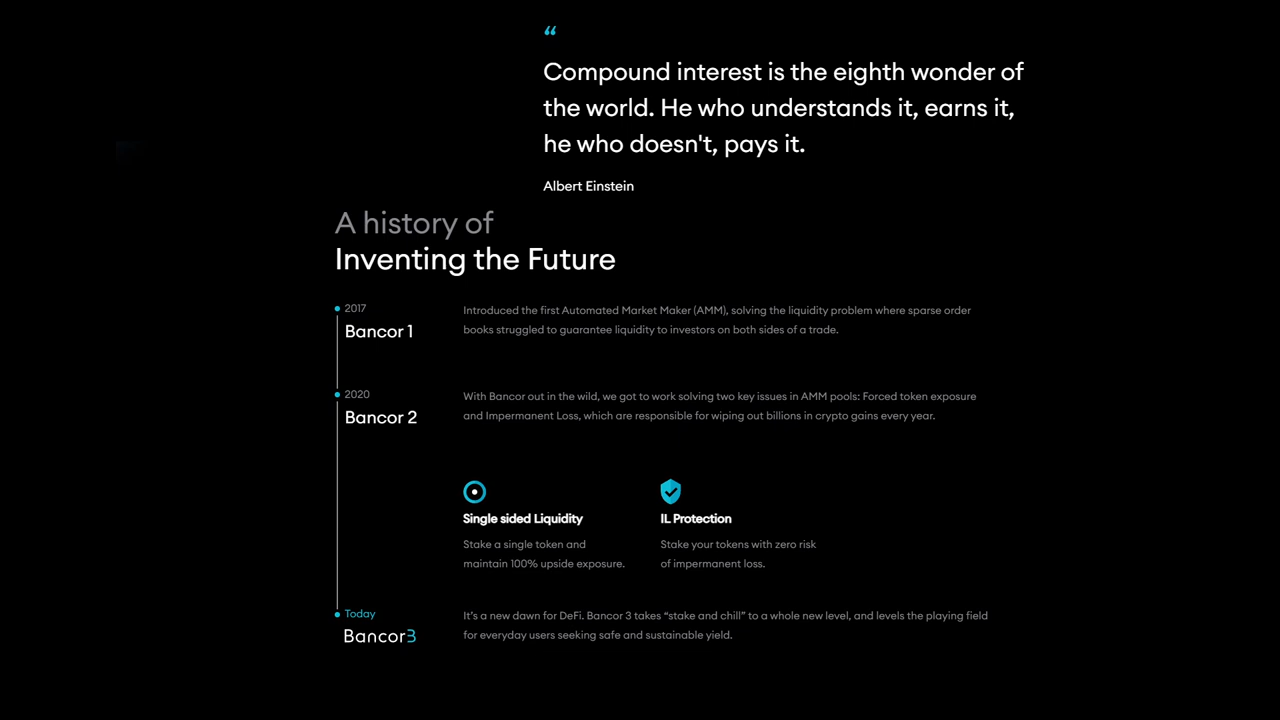 “
Compound interest is the eighth wonder of
the world. He who understands it, earns it,
he who doesn't, pays it.
Albert Einstein
A history of
Inventing the Future
2017
Bancor 1
Introduced the first Automated Market Maker (AMM), solving the liquidity problem where sparse order
books struggled to guarantee liquidity to investors on both sides of a trade.
2020
Bancor 2
With Bancor out in the wild, we got to work solving two key issues in AMM pools: Forced token exposure
and Impermanent Loss, which are responsible for wiping out billions in crypto gains every year.
Single sided Liquidity
Stake a single token and
maintain 100% upside exposure.
IL Protection
Stake your tokens with zero risk
of impermanent loss.
Today
Bancor3
It’s a new dawn for DeFi. Bancor 3 takes “stake and chill” to a whole new level, and levels the playing field
for everyday users seeking safe and sustainable yield.